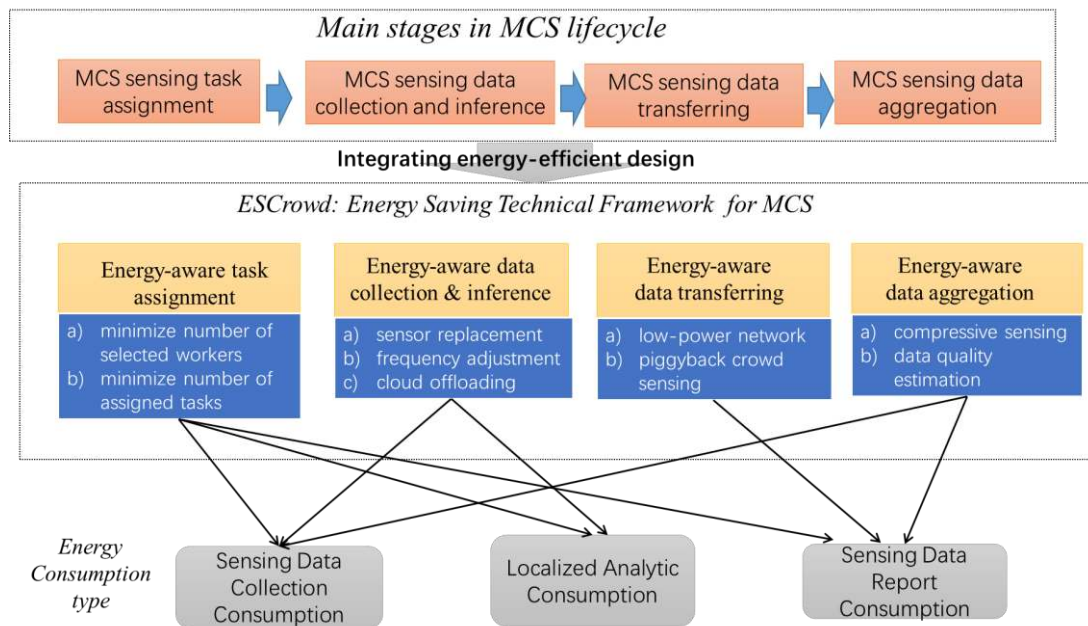 Main stages in MCS lifecycle
MCS sensing task
assignment
MCS sensing data
collection and inference
MCS sensing data
transferring
MCS sensing data
aggregation
Integrating energy-efficient design
ESCrowd: Energy Saving Technical Framework for MCS
Energy-aware task
assignment
a) minimize number of
selected workers
b) minimize number of
assigned tasks
Energy-aware data
collection & inference
a) sensor replacement
b) frequency adjustment
c) cloud offloading
Energy-aware
data transferring
a) low-power network
b) piggyback crowd
sensing
Energy-aware
data aggregation
a) compressive sensing
b) data quality
estimation
Energy
Consumption
type
Sensing Data
Collection
Consumption
Localized Analytic
Consumption
Sensing Data
Report
Consumption